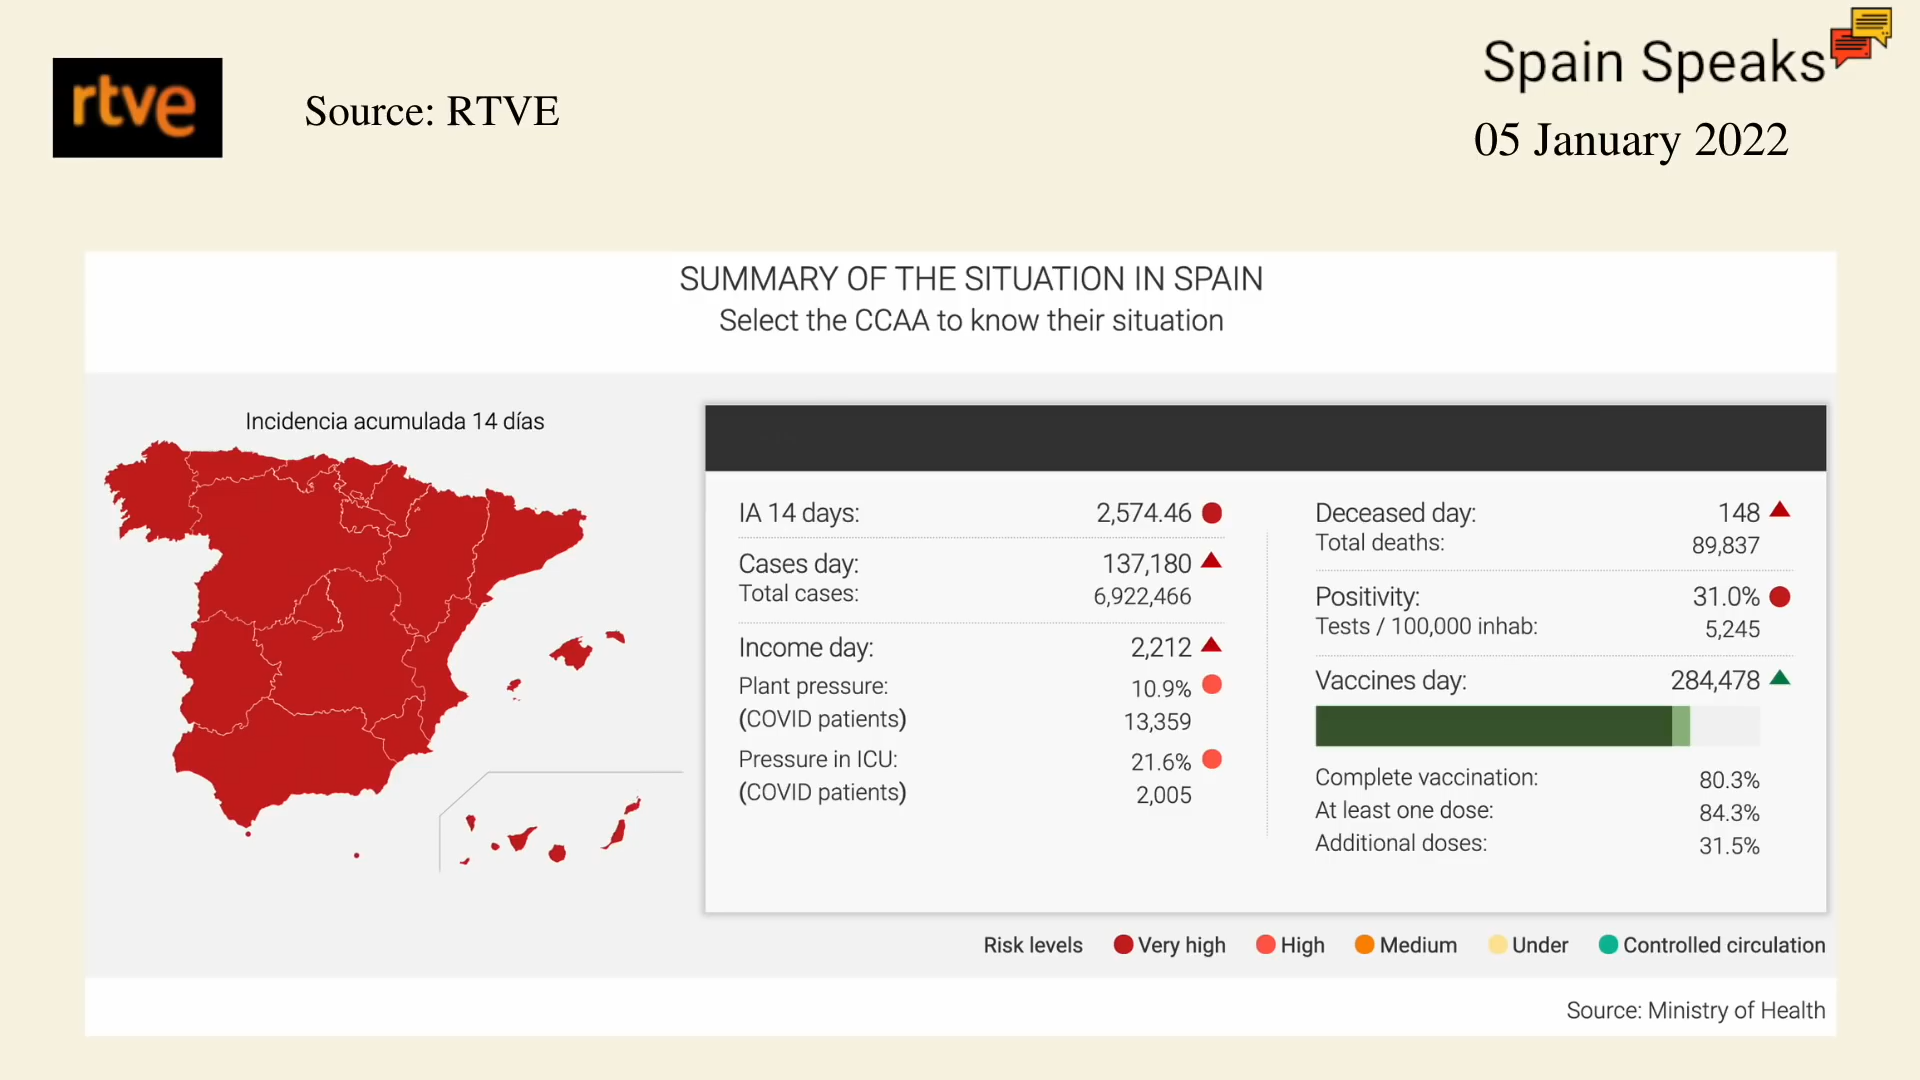 rtve
Source: RTVE
Spain Speaks
05 January 2022
SUMMARY OF THE SITUATION IN SPAIN
Select the CCAA to know their situation
Incidencia acumulada 14 días
IA 14 days: 2,574.46
Cases day: 137,180
Total cases: 6,922,466
Income day: 2,212
Plant pressure: 10.9%
(COVID patients) 13,359
Pressure in ICU: 21.6%
(COVID patients) 2,005
Deceased day: 148
Total deaths: 89,837
Positivity: 31.0%
Tests / 100,000 inhab: 5,245
Vaccines day: 284,478
Complete vaccination: 80.3%
At least one dose: 84.3%
Additional doses: 31.5%
Risk levels Very high High Medium Under Controlled circulation
Source: Ministry of Health